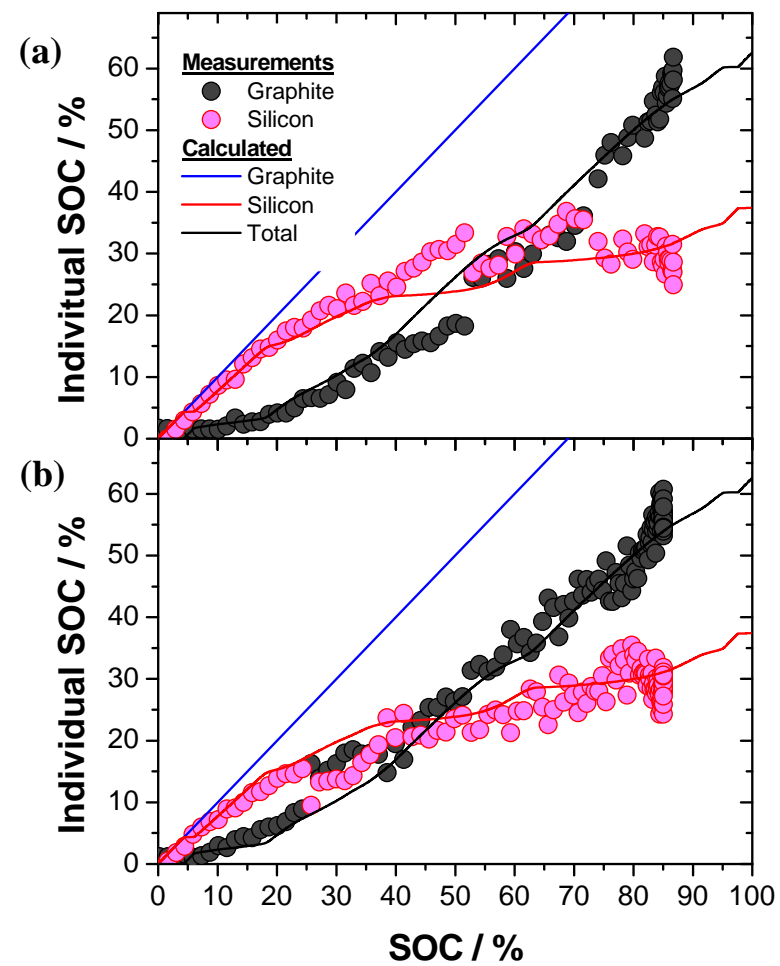 (a)
Measurements
Graphite
Silicon
Calculated
Graphite
Silicon
Total
Indivitual SOC / %
60
50
40
30
20
10
0
(b)
Individual SOC / %
60
50
40
30
20
10
0
0 10 20 30 40 50 60 70 80 90 100
SOC / %